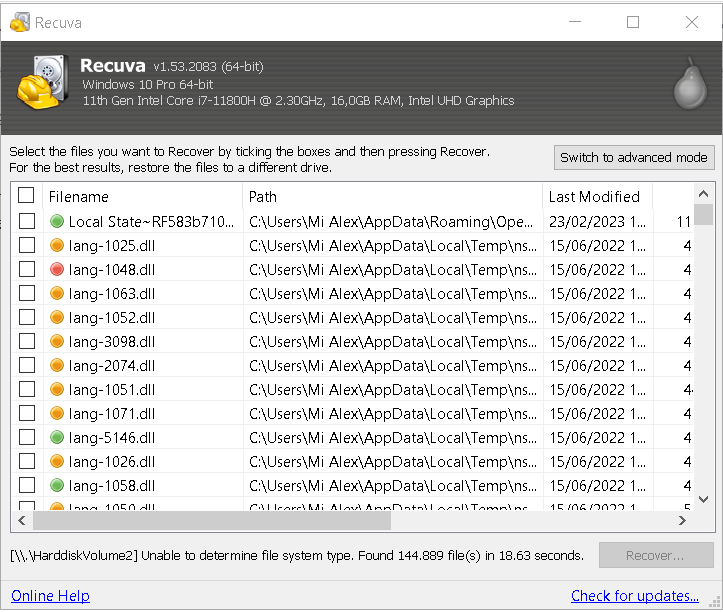 Recuva
Recuva v1.53.2083 (64-bit)
Windows 10 Pro 64-bit
11th Gen Intel Core i7-11800H @ 2.30GHz, 16,0GB RAM, Intel UHD Graphics
Select the files you want to Recover by ticking the boxes and then pressing Recover.
For the best results, restore the files to a different drive.
Switch to advanced mode
Filename Path Last Modified
Local State~RF583b710... C:\Users\Mi Alex\AppData\Roaming\Ope... 23/02/2023 1... 11
lang-1025.dll C:\Users\Mi Alex\AppData\Local\Temp\ns... 15/06/2022 1... 4
lang-1048.dll C:\Users\Mi Alex\AppData\Local\Temp\ns... 15/06/2022 1... 4
lang-1063.dll C:\Users\Mi Alex\AppData\Local\Temp\ns... 15/06/2022 1... 4
lang-1052.dll C:\Users\Mi Alex\AppData\Local\Temp\ns... 15/06/2022 1... 4
lang-3098.dll C:\Users\Mi Alex\AppData\Local\Temp\ns... 15/06/2022 1... 4
lang-2074.dll C:\Users\Mi Alex\AppData\Local\Temp\ns... 15/06/2022 1... 4
lang-1051.dll C:\Users\Mi Alex\AppData\Local\Temp\ns... 15/06/2022 1... 4
lang-1071.dll C:\Users\Mi Alex\AppData\Local\Temp\ns... 15/06/2022 1... 4
lang-5146.dll C:\Users\Mi Alex\AppData\Local\Temp\ns... 15/06/2022 1... 4
lang-1026.dll C:\Users\Mi Alex\AppData\Local\Temp\ns... 15/06/2022 1... 4
lang-1058.dll C:\Users\Mi Alex\AppData\Local\Temp\ns... 15/06/2022 1... 4
C:\Users\Mi Alex\AppData\Local\Temp\ns... 15/06/2022 1...
[\\.\HarddiskVolume2] Unable to determine file system type. Found 144.889 file(s) in 18.63 seconds.
Recover...
Online Help
Check for updates...